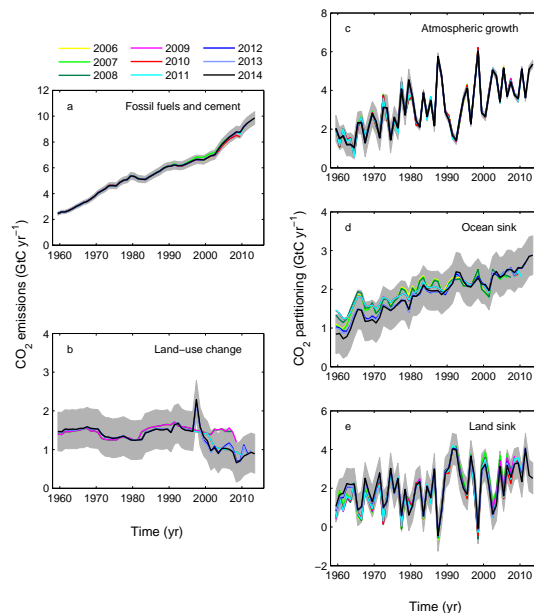 2006
2007
2008
2009
2010
2011
2012
2013
2014
a
Fossil fuels and cement
12
10
8
6
4
2
0
1960 1970 1980 1990 2000 2010
CO2 emissions (GtC yr−1)
b
Land−use change
4
3
2
1
0
1960 1970 1980 1990 2000 2010
Time (yr)
c
Atmospheric growth
8
6
4
2
0
1960 1970 1980 1990 2000 2010
CO2 partitioning (GtC yr−1)
d
Ocean sink
4
3
2
1
0
1960 1970 1980 1990 2000 2010
e
Land sink
6
4
2
0
−2
1960 1970 1980 1990 2000 2010
Time (yr)